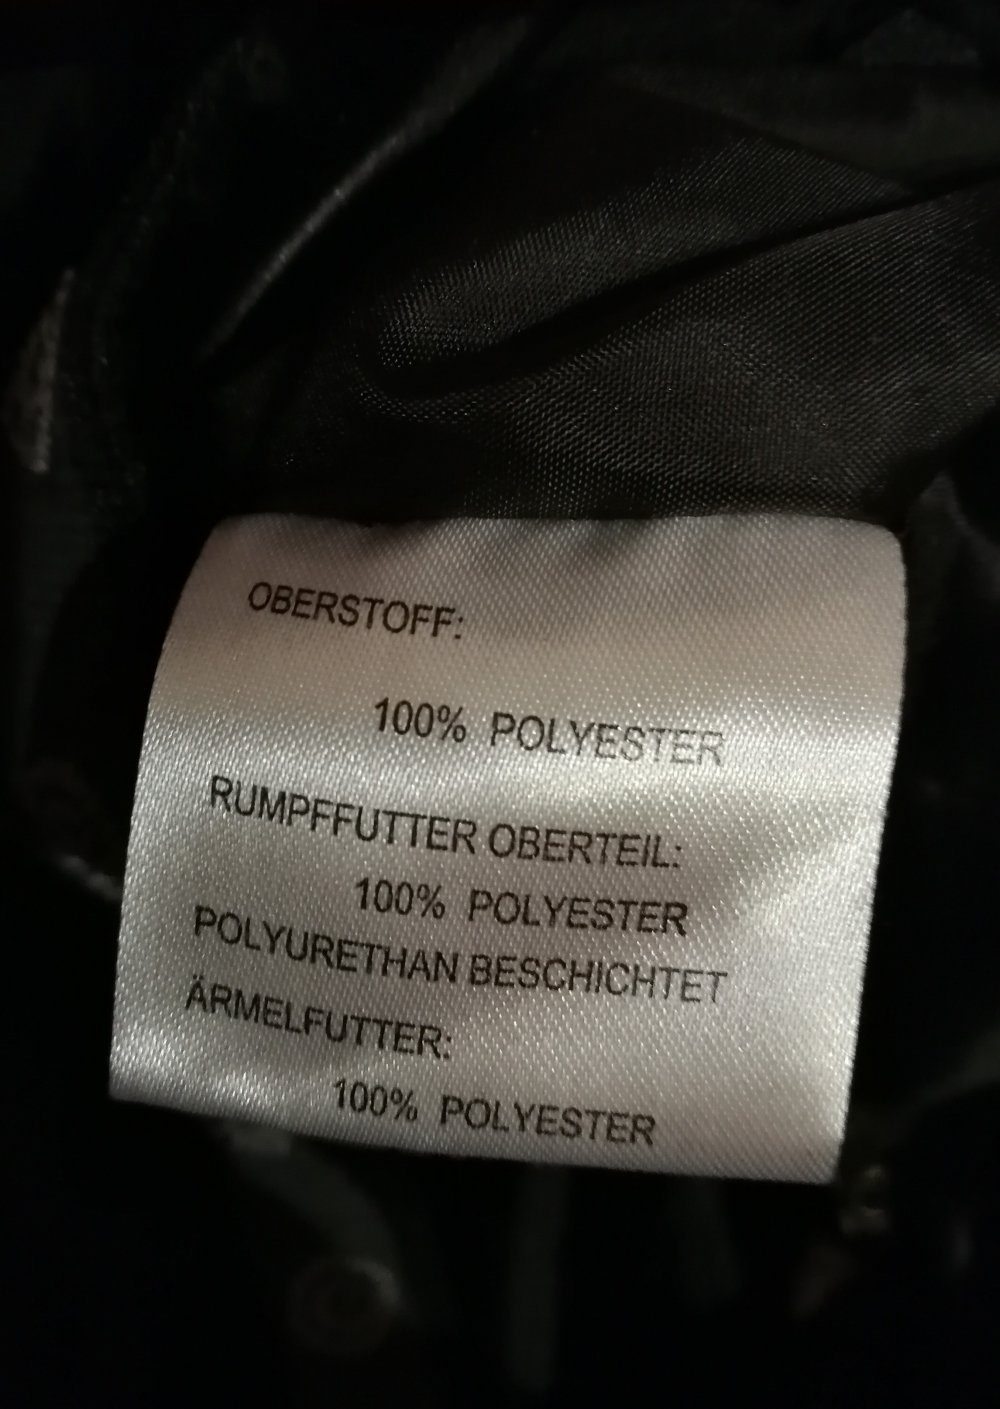 OBERSTOFF:
100% POLYESTER
RUMPFFUTTER OBERTEIL:
100% POLYESTER
POLYURETHAN BESCHICHTET
ÄRMELFUTTER:
100% POLYESTER